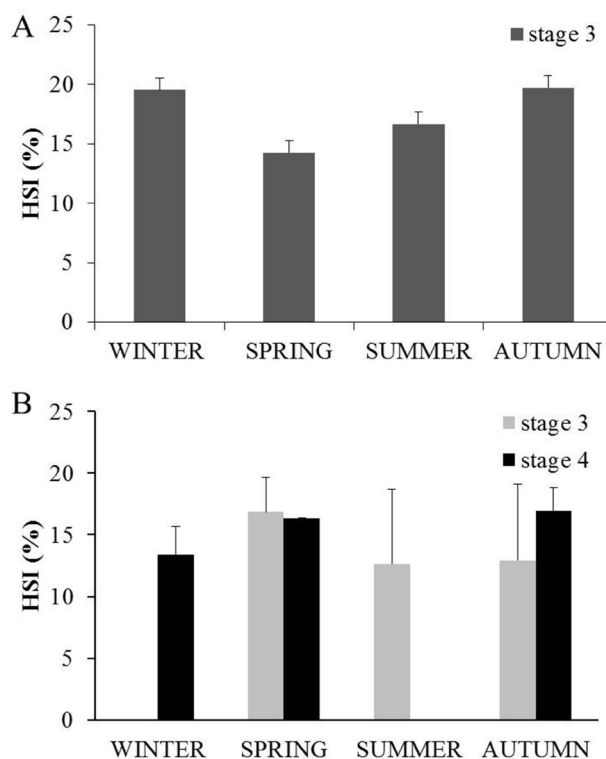 A
stage 3
25
20
15
10
5
0
HSI (%)
WINTER SPRING SUMMER AUTUMN
B
stage 3
stage 4
25
20
15
10
5
0
HSI (%)
WINTER SPRING SUMMER AUTUMN